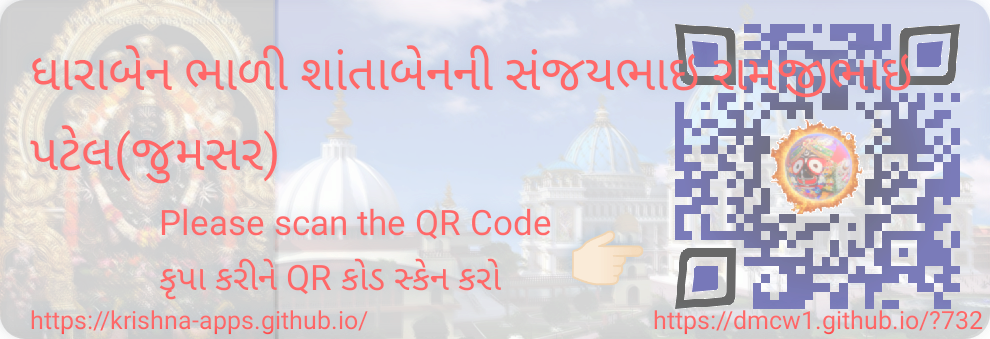 ધારાબેન ભાળી શાંતાબેનની સંજયભાઈ રામજીભાઈ
પટેલ(જુમસર)
Please scan the QR Code
કૃપા કરીને QR કોડ સ્કેન કરો
https://krishna-apps.github.io/
https://dmcw1.github.io/?732